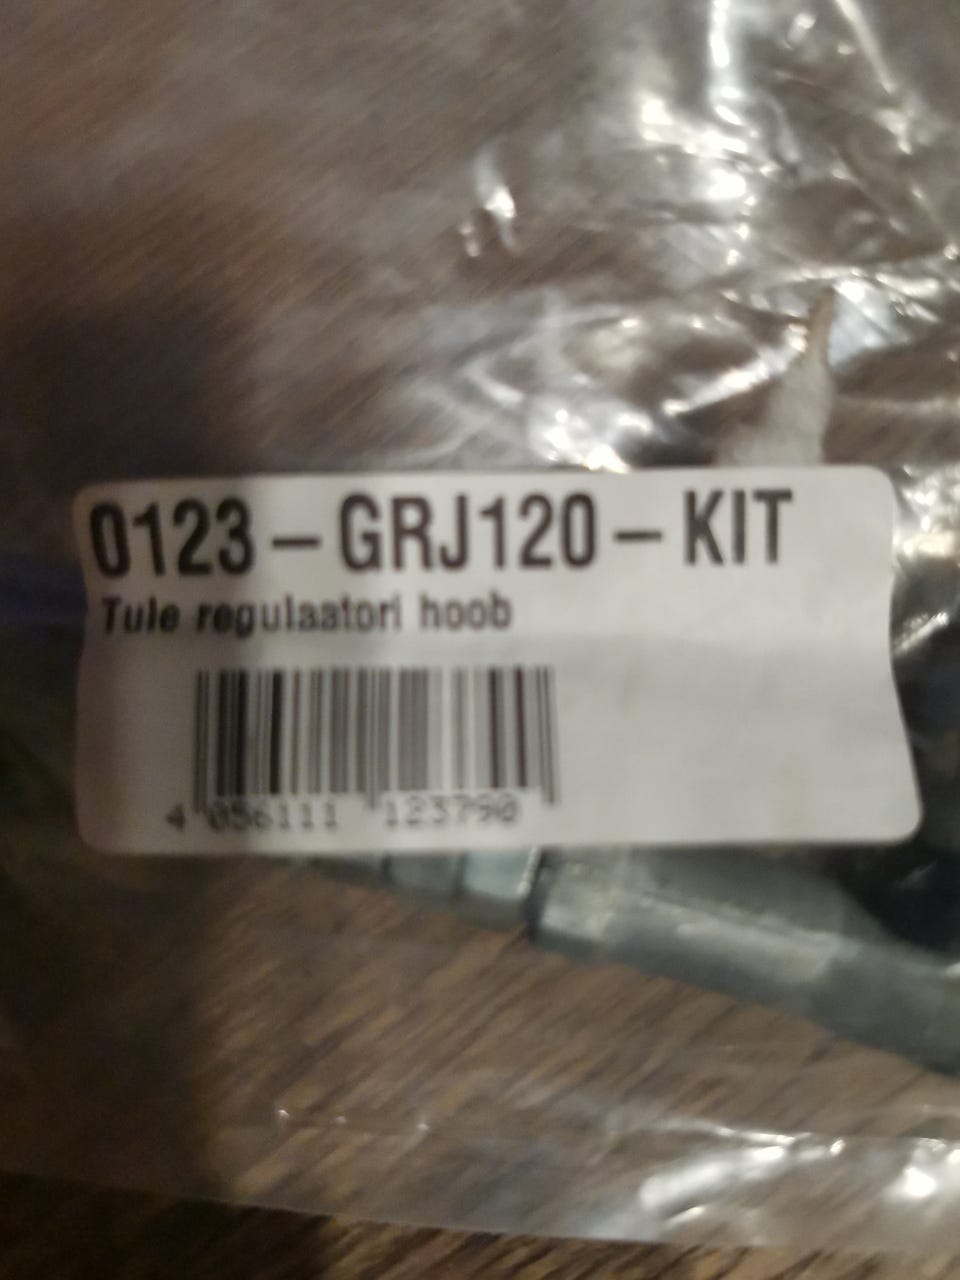 0123-GRJ120-KIT
Tule regulaatori hoob
4 056111 123790